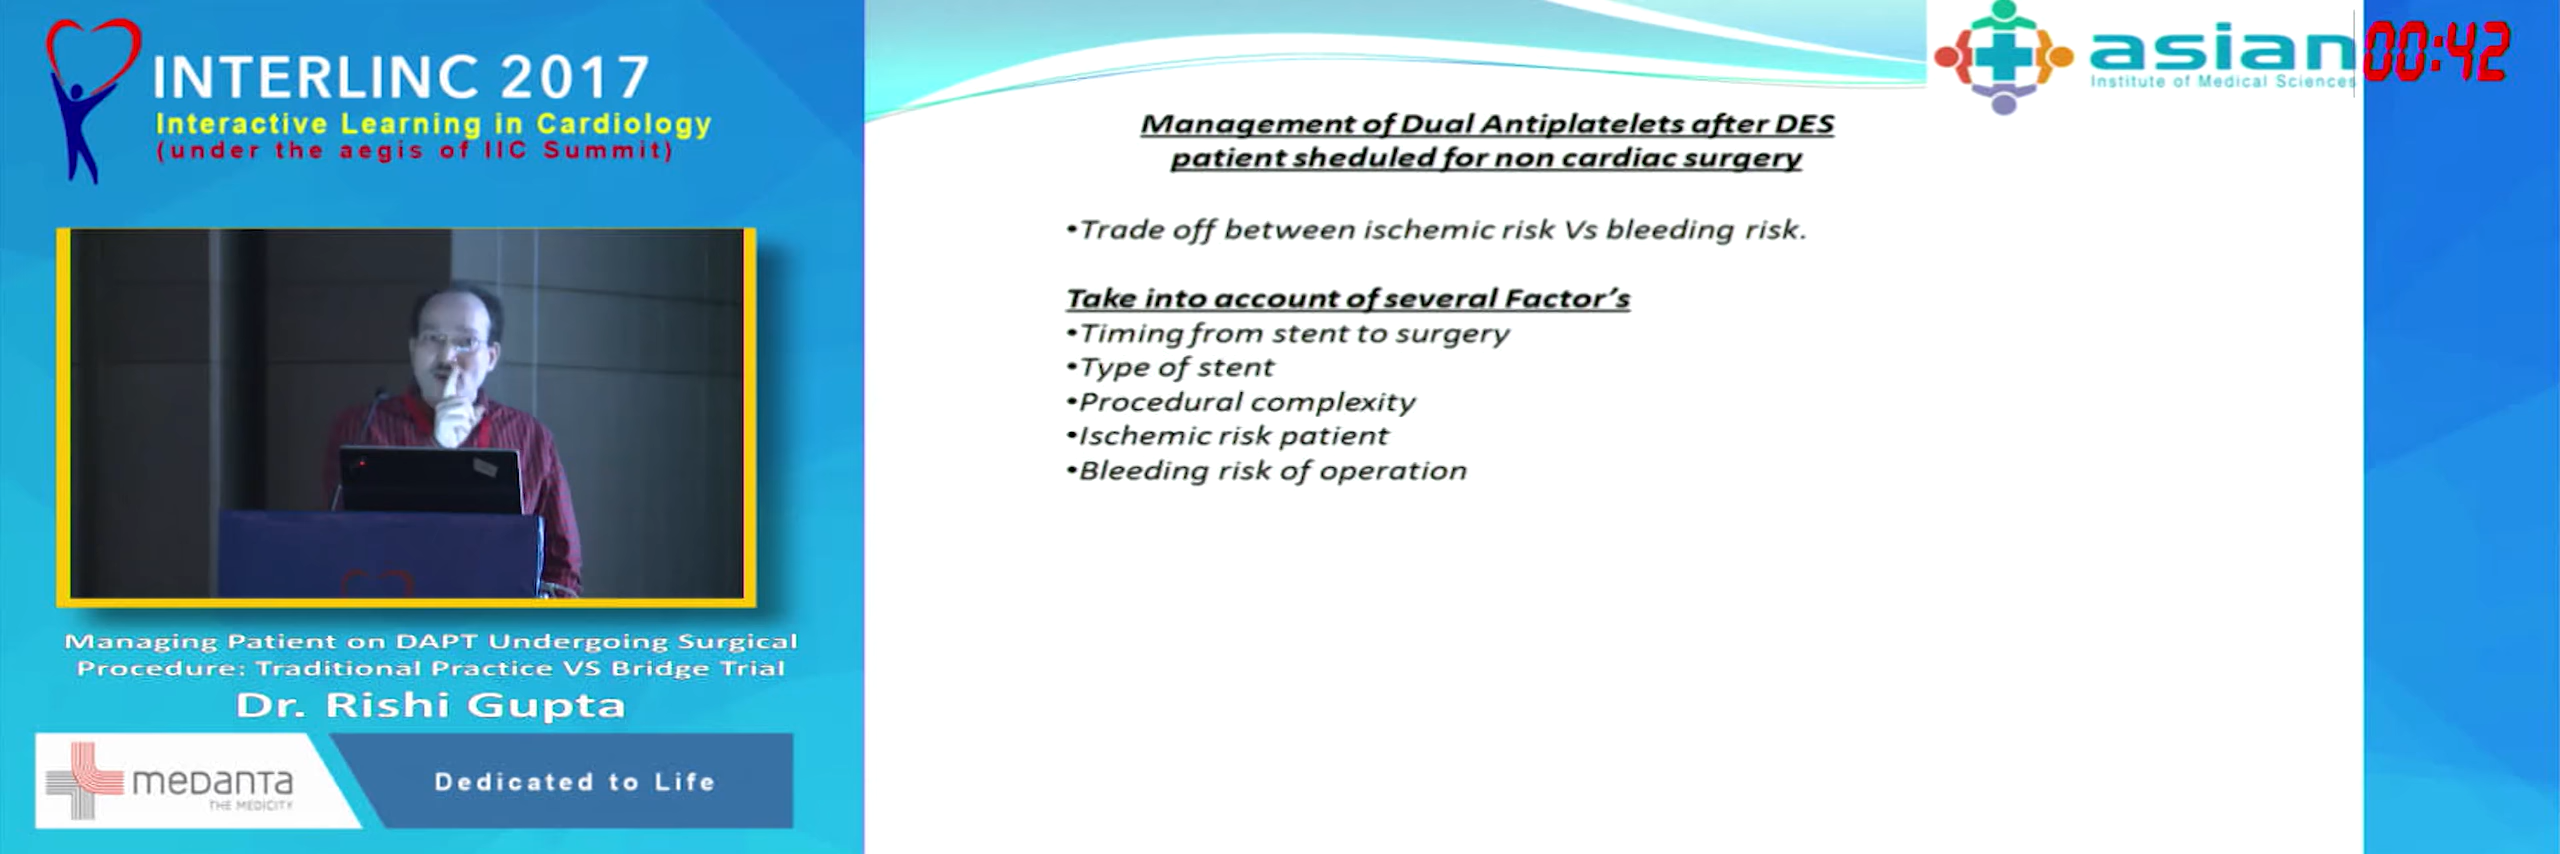 INTERLINC 2017
Interactive Learning in Cardiology
(under the aegis of IIC Summit)
Managing Patient on DAPT Undergoing Surgical
Procedure: Traditional Practice VS Bridge Trial
Dr. Rishi Gupta
meDanTa
THE MEDICITY
Dedicated to Life
asian
Institute of Medical Sciences
00:42
Management of Dual Antiplatelets after DES
patient sheduled for non cardiac surgery
•Trade off between ischemic risk Vs bleeding risk.
Take into account of several Factor's
•Timing from stent to surgery
•Type of stent
•Procedural complexity
•Ischemic risk patient
•Bleeding risk of operation